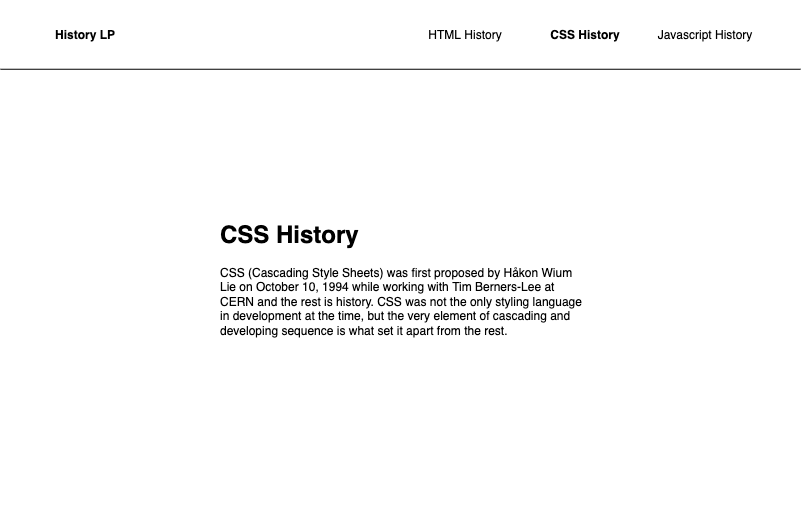 History LP
HTML History
CSS History
Javascript History
CSS History
CSS (Cascading Style Sheets) was first proposed by Håkon Wium
Lie on October 10, 1994 while working with Tim Berners-Lee at
CERN and the rest is history. CSS was not the only styling language
in development at the time, but the very element of cascading and
developing sequence is what set it apart from the rest.